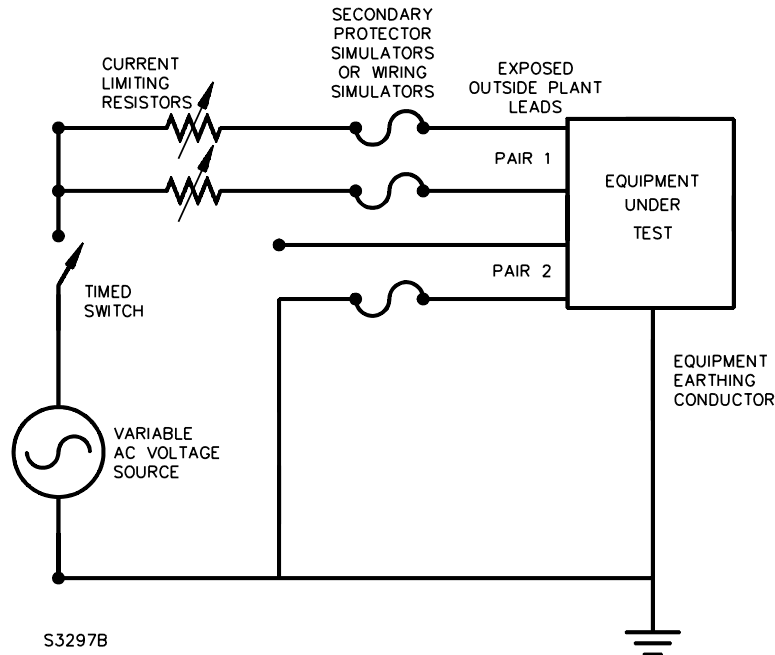 SECONDARY
PROTECTOR
SIMULATORS
OR WIRING
SIMULATORS
CURRENT
LIMITING
RESISTORS
EXPOSED
OUTSIDE PLANT
LEADS
PAIR 1
EQUIPMENT
UNDER
TEST
PAIR 2
TIMED
SWITCH
EQUIPMENT
EARTHING
CONDUCTOR
VARIABLE
AC VOLTAGE
SOURCE
S3297B